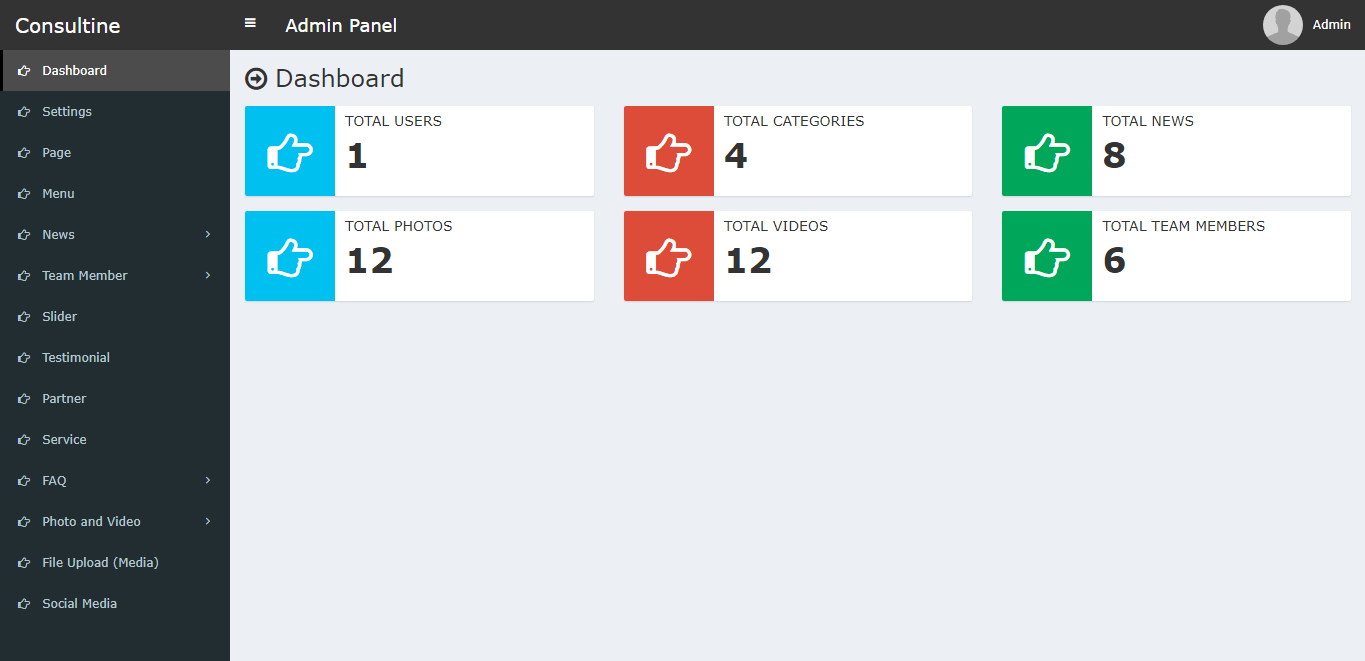 Consultine
Admin Panel
Admin
Dashboard
Settings
Page
Menu
News
Team Member
Slider
Testimonial
Partner
Service
FAQ
Photo and Video
File Upload (Media)
Social Media
Dashboard
TOTAL USERS
1
TOTAL CATEGORIES
4
TOTAL NEWS
8
TOTAL PHOTOS
12
TOTAL VIDEOS
12
TOTAL TEAM MEMBERS
6